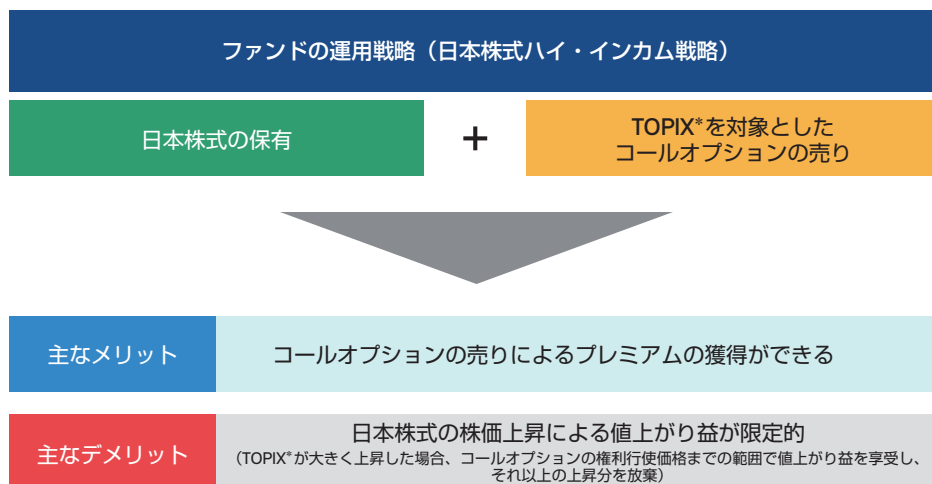 ファンドの運用戦略（日本株式ハイ・インカム戦略）
日本株式の保有
+
TOPIX*を対象とした
コールオプションの売り
主なメリット
コールオプションの売りによるプレミアムの獲得ができる
主なデメリット
日本株式の株価上昇による値上がり益が限定的
（TOPIX*が大きく上昇した場合、コールオプションの権利行使価格までの範囲で値上がり益を享受し、
それ以上の上昇分を放棄）